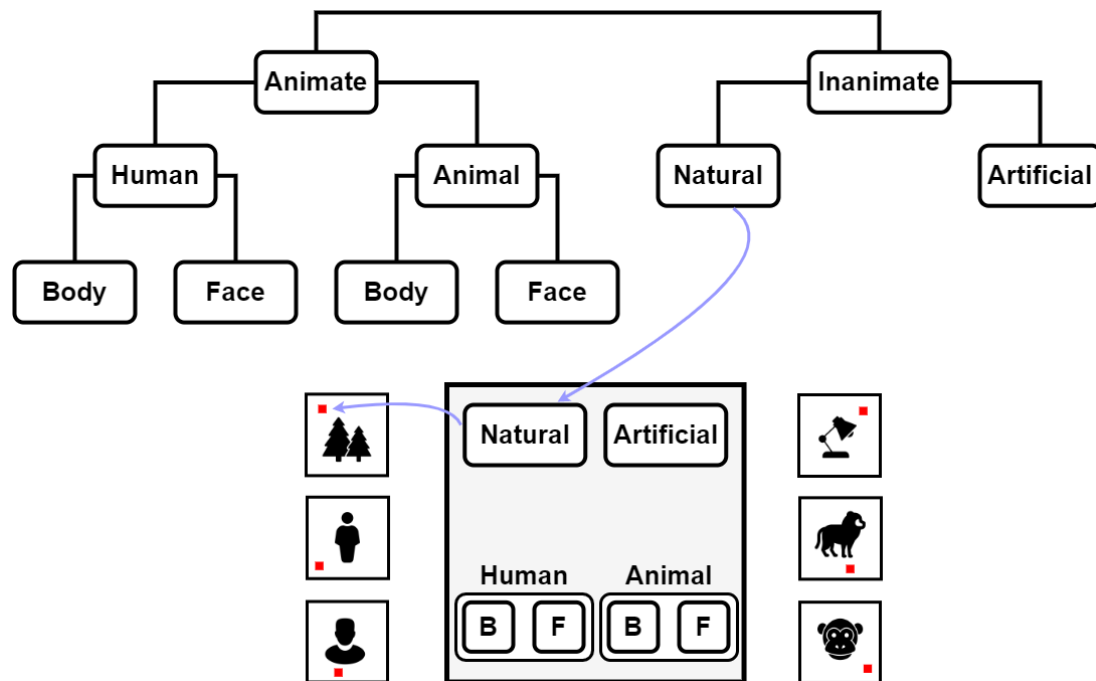 Animate
Inanimate
Human
Animal
Natural
Artificial
Body
Face
Body
Face
Natural
Artificial
Human
Animal
B
F
B
F